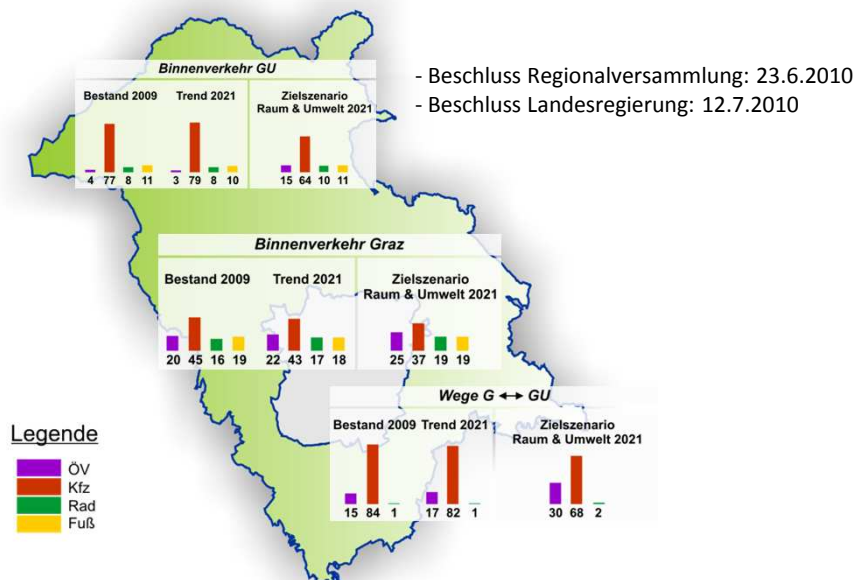 - Beschluss Regionalversammlung: 23.6.2010
- Beschluss Landesregierung: 12.7.2010
Binnenverkehr GU
Bestand 2009 Trend 2021 Zielszenario
Raum & Umwelt 2021
4 77 8 11 3 79 8 10 15 64 10 11
Binnenverkehr Graz
Bestand 2009 Trend 2021 Zielszenario
Raum & Umwelt 2021
20 45 16 19 22 43 17 18 25 37 19 19
Wege G ↔ GU
Bestand 2009 Trend 2021 Zielszenario
Raum & Umwelt 2021
15 84 1 17 82 1 30 68 2
Legende
ÖV
Kfz
Rad
Fuß